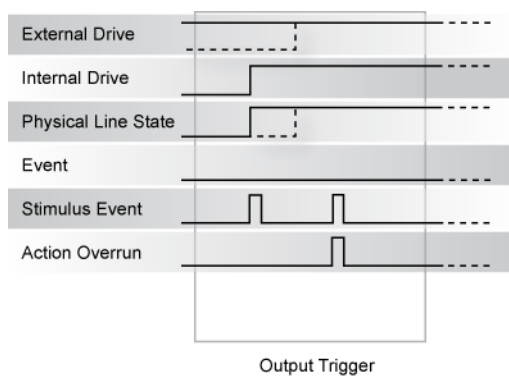 External Drive
Internal Drive
Physical Line State
Event
Stimulus Event
Action Overrun
Output Trigger